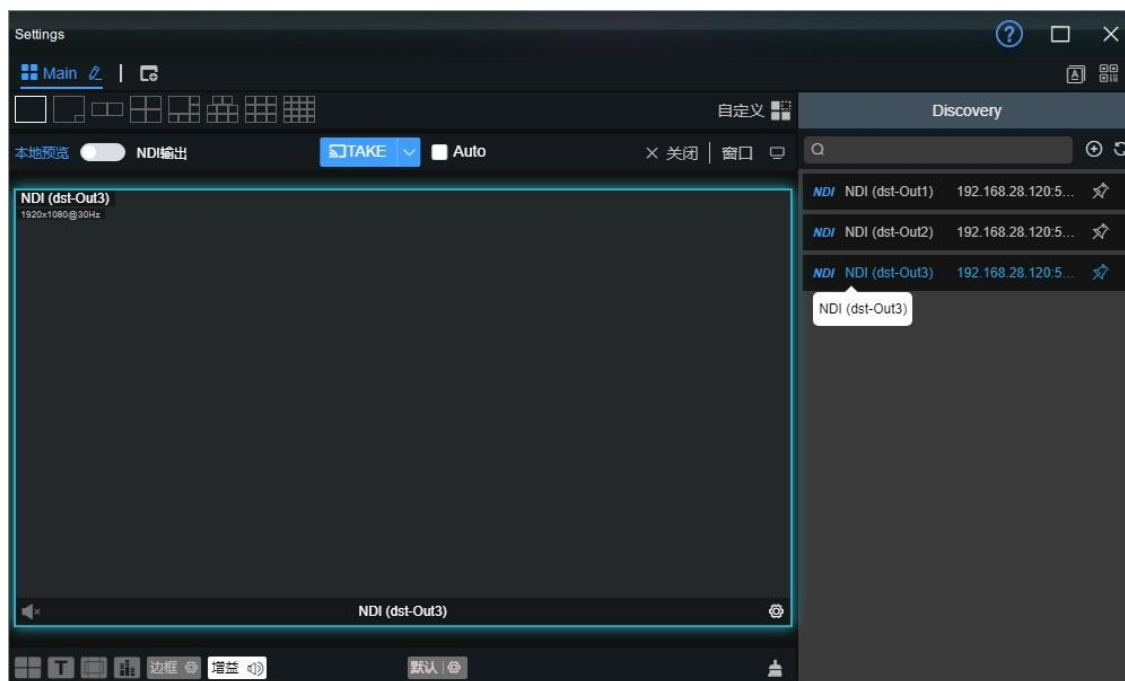 Settings
Main
自定义
Discovery
本地预览 NDI输出 TAKE Auto 关闭 窗口
NDI (dst-Out3)
1920x1080@30Hz
NDI NDI (dst-Out1) 192.168.28.120:5...
NDI NDI (dst-Out2) 192.168.28.120:5...
NDI NDI (dst-Out3) 192.168.28.120:5...
NDI (dst-Out3)
NDI (dst-Out3)
T 边框 增益 默认